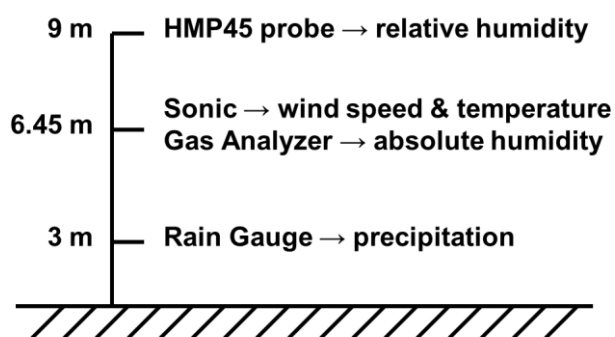 9 m HMP45 probe → relative humidity
6.45 m
Sonic → wind speed & temperature
Gas Analyzer → absolute humidity
3 m Rain Gauge → precipitation